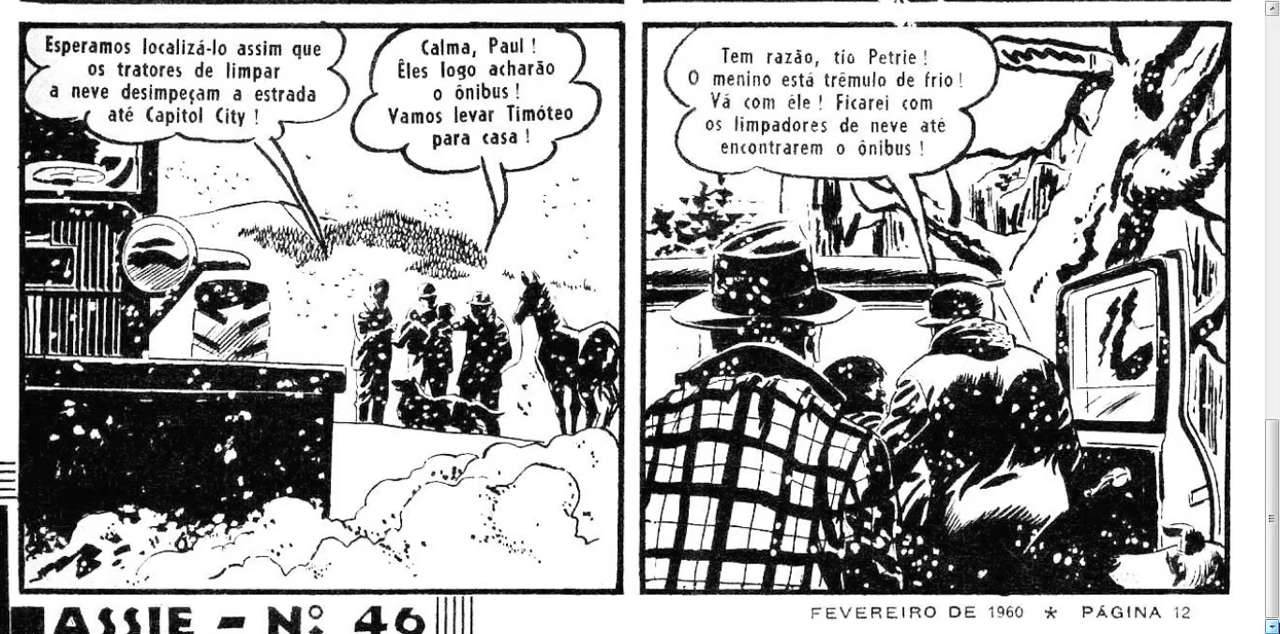 Esperamos localizá-lo assim que
os tratores de limpar
a neve desimpeçam a estrada
até Capitol City !
Calma, Paul !
Êles logo acharão
o ônibus !
Vamos levar Timóteo
para casa !
Tem razão, tio Petrie !
O menino está trêmulo de frio !
Vá com êle ! Ficarei com
os limpadores de neve até
encontrarem o ônibus !
ASSIE - Nº 46
FEVEREIRO DE 1960 * PÁGINA 12